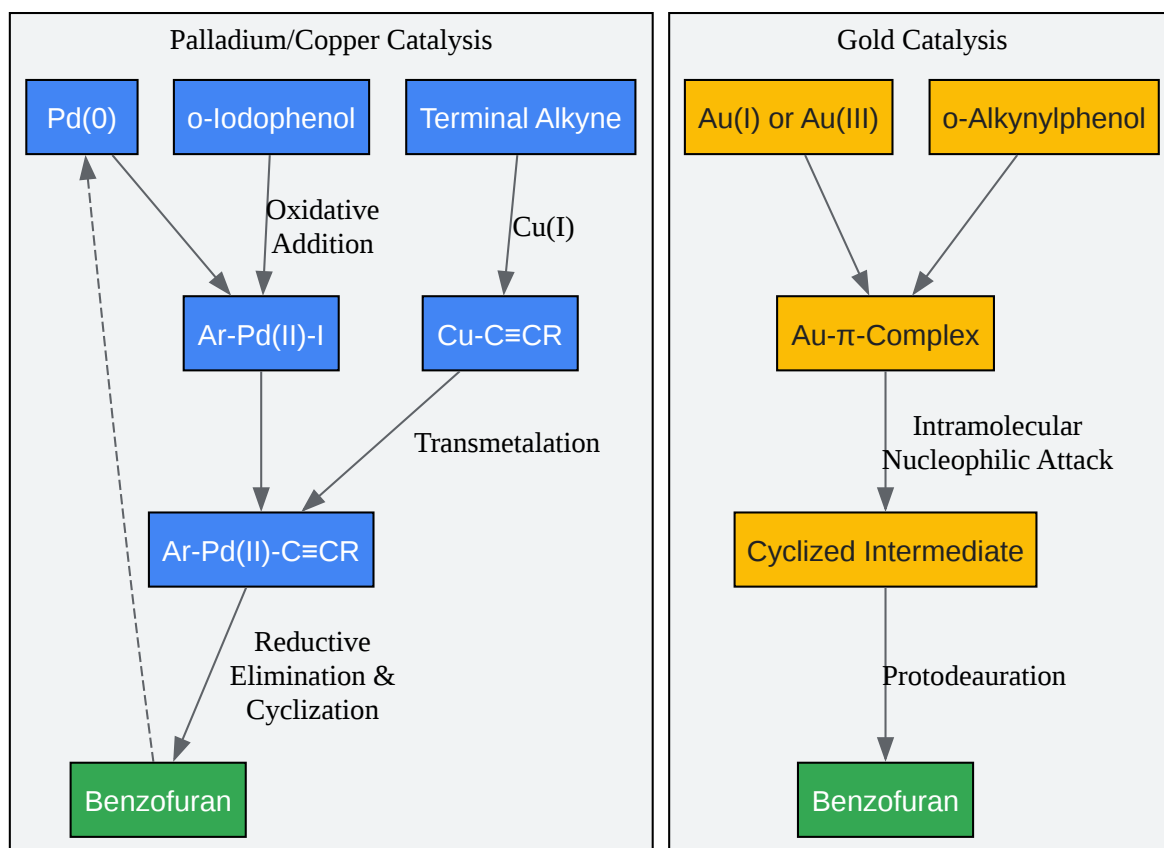 Palladium/Copper Catalysis
Pd(0)
o-Iodophenol
Terminal Alkyne
Oxidative
Addition
Cu(I)
Ar-Pd(II)-I
Cu-C≡CR
Transmetalation
Ar-Pd(II)-C≡CR
Reductive
Elimination &
Cyclization
Benzofuran
Gold Catalysis
Au(I) or Au(III)
o-Alkynylphenol
Au-π-Complex
Intramolecular
Nucleophilic Attack
Cyclized Intermediate
Protodeauration
Benzofuran